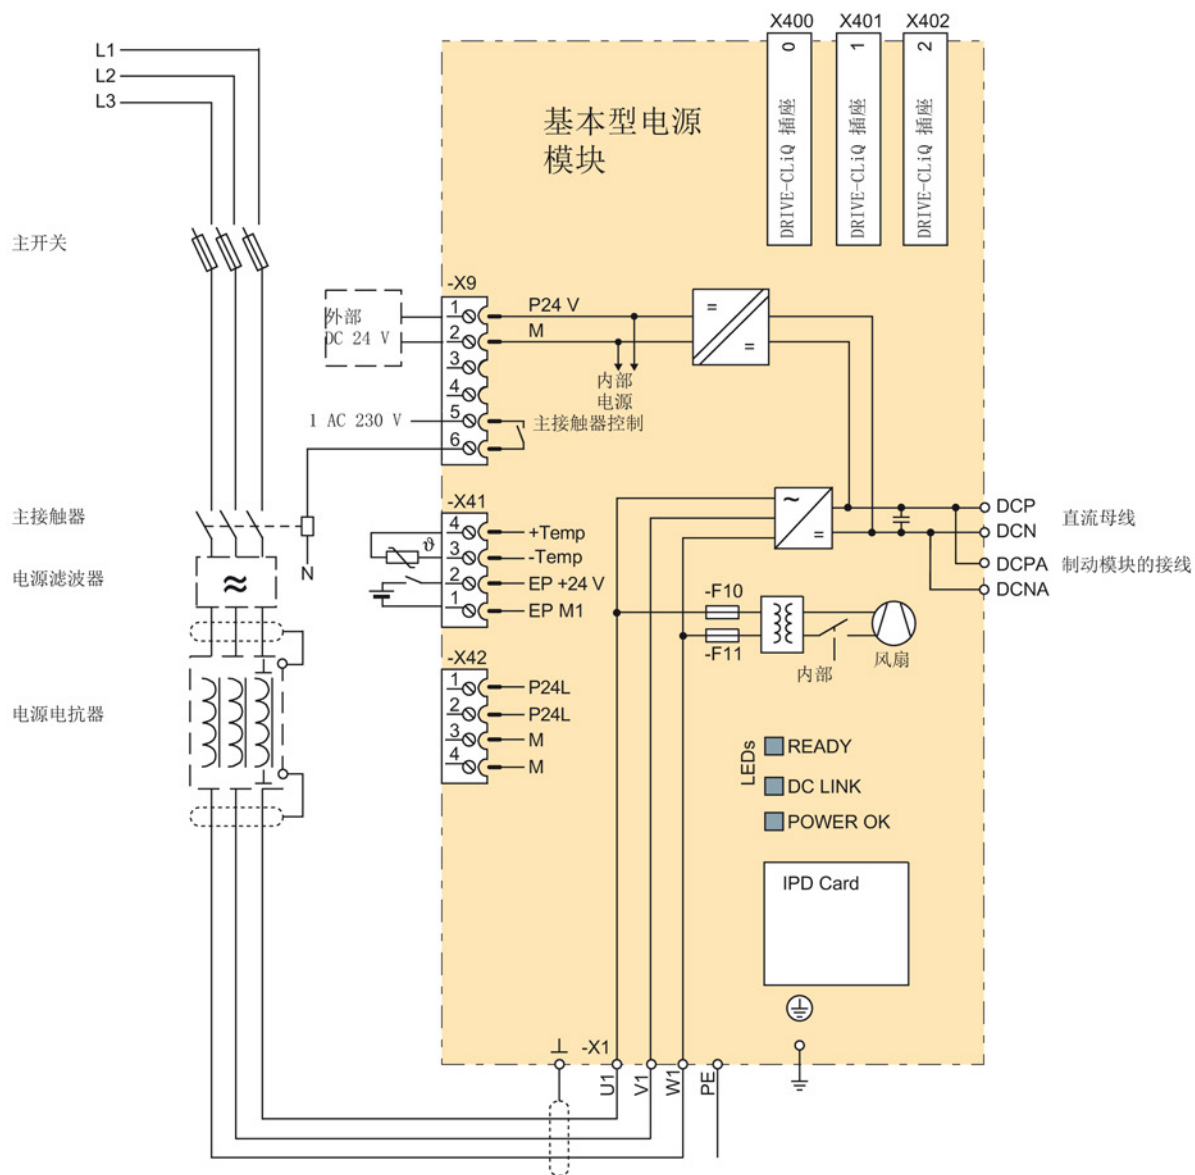 X400
X401
X402
L1
L2
L3
0
1
2
DRIVE-CLiQ 插座
DRIVE-CLiQ 插座
DRIVE-CLiQ 插座
基本型电源
模块
主开关
-X9
外部
DC 24 V
1
2
3
4
5
6
P24 V
M
=
=
内部
电源
1 AC 230 V
主接触器控制
主接触器
N
-X41
4
3
2
1
ϑ
+Temp
-Temp
EP +24 V
EP M1
~
=
DCP
DCN
直流母线
DCPA
制动模块的接线
DCNA
电源滤波器
≈
-F10
-F11
内部
风扇
-X42
1
2
3
4
P24L
P24L
M
M
电源电抗器
LEDs
READY
DC LINK
POWER OK
IPD Card
-X1
U1
V1
W1
PE